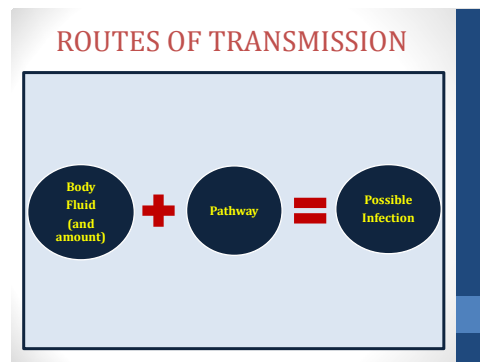 ROUTES OF TRANSMISSION
Body
Fluid
(and
amount)
Pathway
Possible
Infection